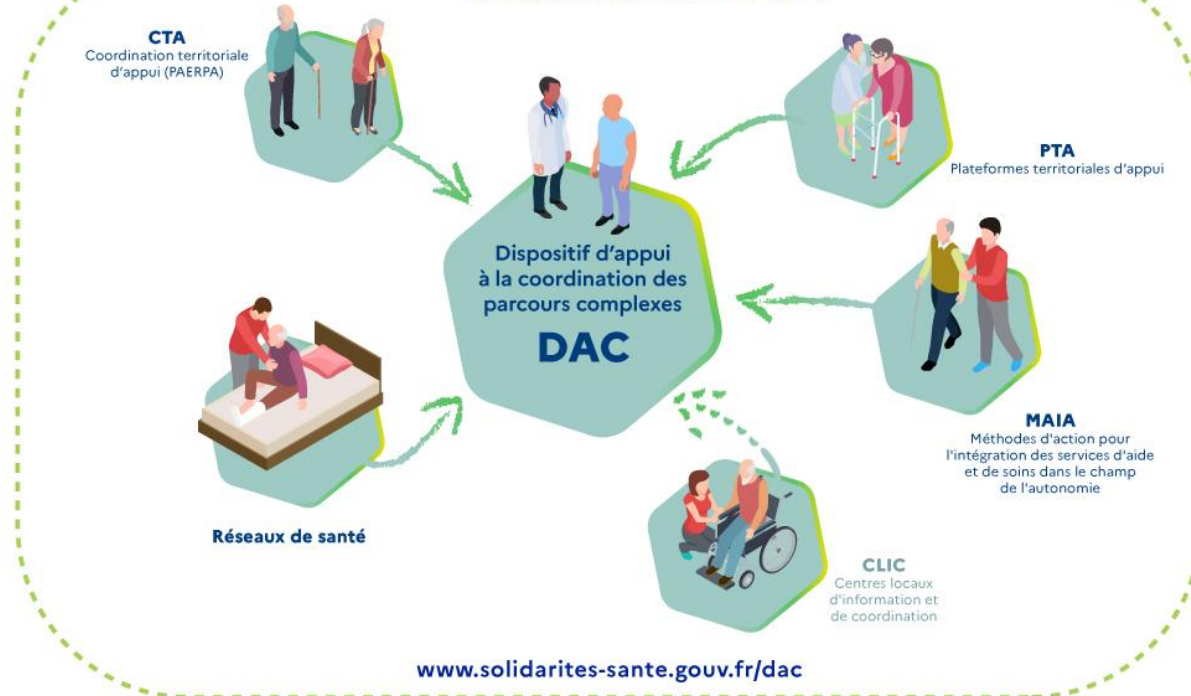 CTA
Coordination territoriale
d'appui (PAERPA)
PTA
Plateformes territoriales d'appui
Dispositif d'appui
à la coordination des
parcours complexes
DAC
MAIA
Méthodes d'action pour
l'intégration des services d'aide
et de soins dans le champ
de l'autonomie
Réseaux de santé
CLIC
Centres locaux
d'information et
de coordination
www.solidarites-sante.gouv.fr/dac